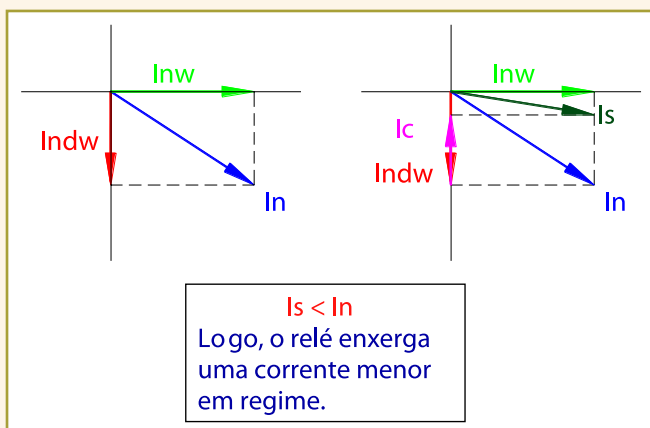 Inw
Indw
In
Inw
Is
Ic
Indw
In
Is < In
Logo, o relé enxerga
uma corrente menor
em regime.